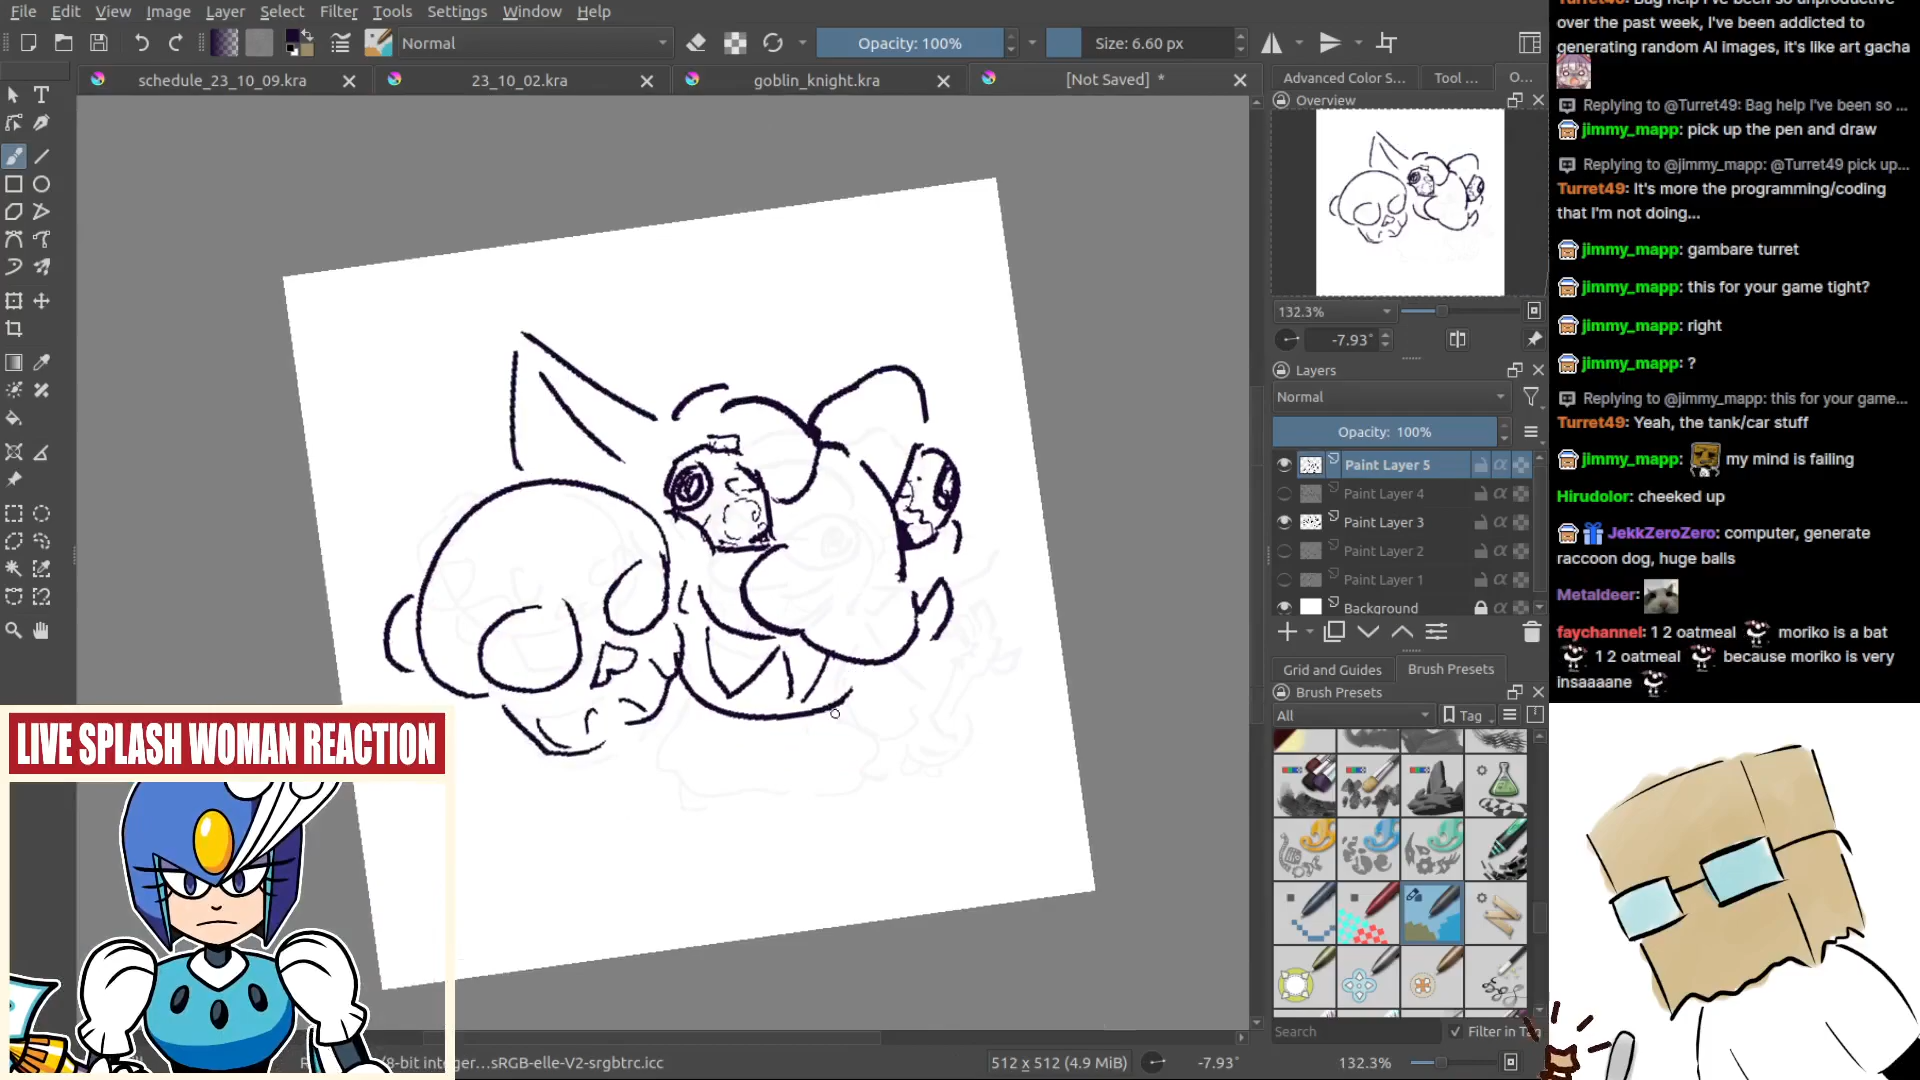 File Edit View Image Layer Select Filter Tools Settings Window Help
Normal
Opacity: 100%
Size: 6.60 px
schedule_23_10_09.kra
23_10_02.kra
goblin_knight.kra
[Not Saved] *
Advanced Color S...
Tool ...
O...
Overview
132.3%
-7.93°
Layers
Normal
Opacity: 100%
Paint Layer 5
Paint Layer 4
Paint Layer 3
Paint Layer 2
Paint Layer 1
Background
Grid and Guides
Brush Presets
Brush Presets
All
Tag
Search
Filter in Tag
/8-bit integer...sRGB-elle-V2-srgbtrc.icc
512 x 512 (4.9 MiB)
-7.93°
132.3%
LIVE SPLASH WOMAN REACTION
Turret49: Bag help I've been so unproductive
over the past week, I've been addicted to
generating random AI images, it's like art gacha
Replying to @Turret49: Bag help I've been so ...
jimmy_mapp: pick up the pen and draw
Replying to @jimmy_mapp: @Turret49 pick up...
Turret49: It's more the programming/coding
that I'm not doing...
jimmy_mapp: gambare turret
jimmy_mapp: this for your game tight?
jimmy_mapp: right
jimmy_mapp: ?
Replying to @jimmy_mapp: this for your game...
Turret49: Yeah, the tank/car stuff
jimmy_mapp: my mind is failing
Hirudolor: cheeked up
JekkZeroZero: computer, generate
raccoon dog, huge balls
Metaldeer:
faychannel: 1 2 oatmeal moriko is a bat
1 2 oatmeal because moriko is very
insaaaane